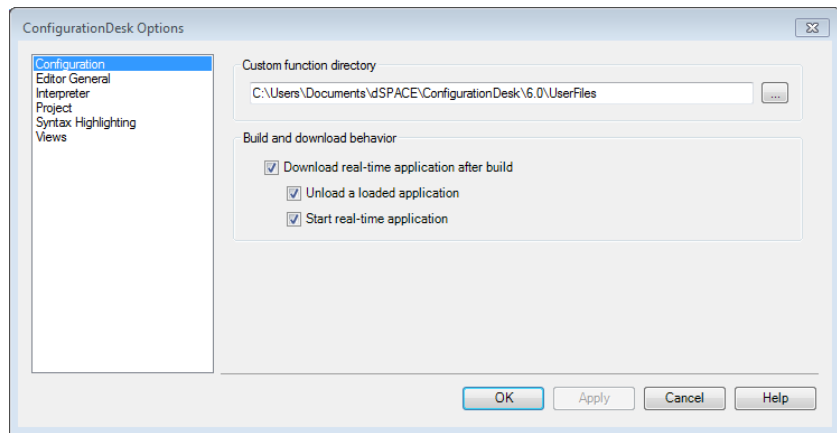 ConfigurationDesk Options
Configuration
Editor General
Interpreter
Project
Syntax Highlighting
Views
Custom function directory
C:\Users\Documents\dSPACE\ConfigurationDesk\6.0\UserFiles
...
Build and download behavior
Download real-time application after build
Unload a loaded application
Start real-time application
OK Apply Cancel Help